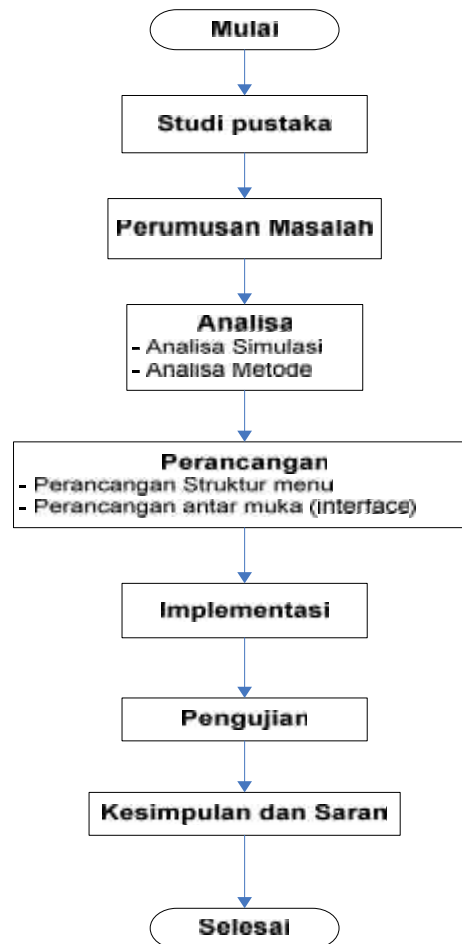 Mulai
Studi pustaka
Perumusan Masalah
Analisa
- Analisa Simulasi
- Analisa Metode
Perancangan
- Perancangan Struktur menu
- Perancangan antar muka (interface)
Implementasi
Pengujian
Kesimpulan dan Saran
Selesai